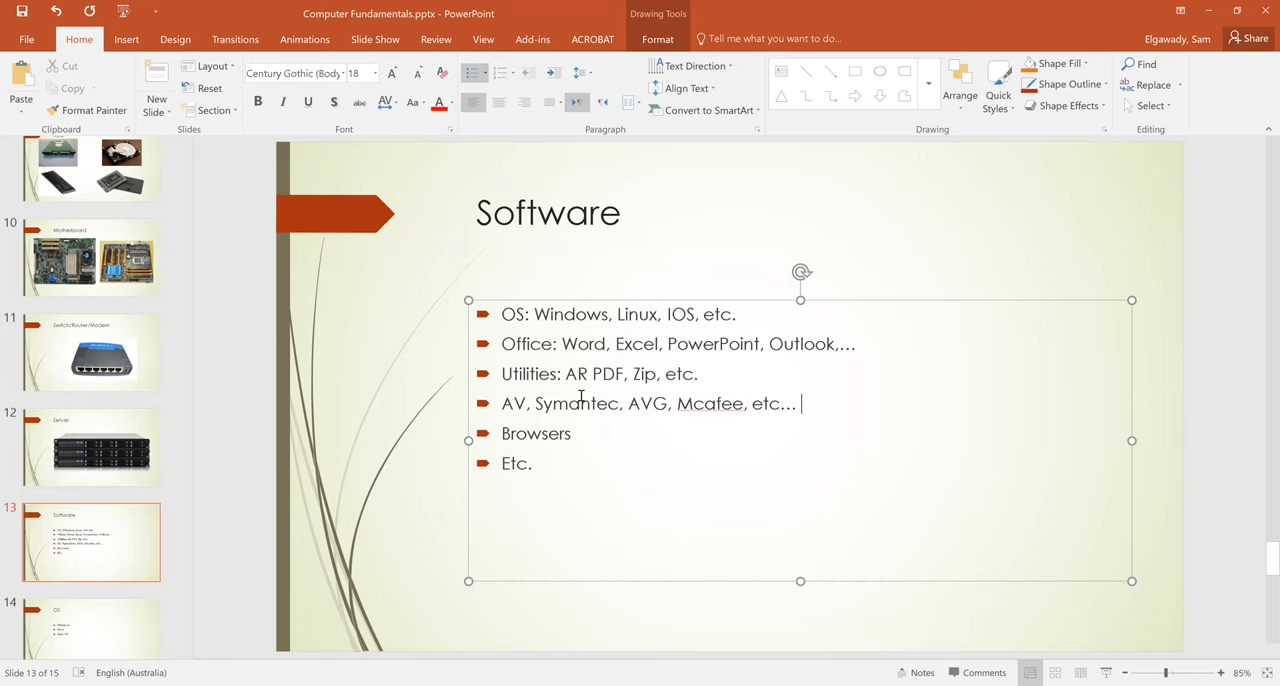 Computer Fundamentals.pptx - PowerPoint
Drawing Tools
File Home Insert Design Transitions Animations Slide Show Review View Add-ins ACROBAT Format Tell me what you want to do... Elgawady, Sam Share
Paste
Cut
Copy
Format Painter
Clipboard
New Slide
Layout
Reset
Section
Slides
Century Gothic (Body 18
B I U S abc AV Aa A
Font
Paragraph
Text Direction
Align Text
Convert to SmartArt
Arrange
Quick Styles
Shape Fill
Shape Outline
Shape Effects
Drawing
Find
Replace
Select
Editing
10
Motherboard
11
Switch/Router/Modem
12
Server
13
Software
14
OS
Software
OS: Windows, Linux, IOS, etc.
Office: Word, Excel, PowerPoint, Outlook,…
Utilities: AR PDF, Zip, etc.
AV, Symantec, AVG, Mcafee, etc…
Browsers
Etc.
Slide 13 of 15 English (Australia) Notes Comments 85%